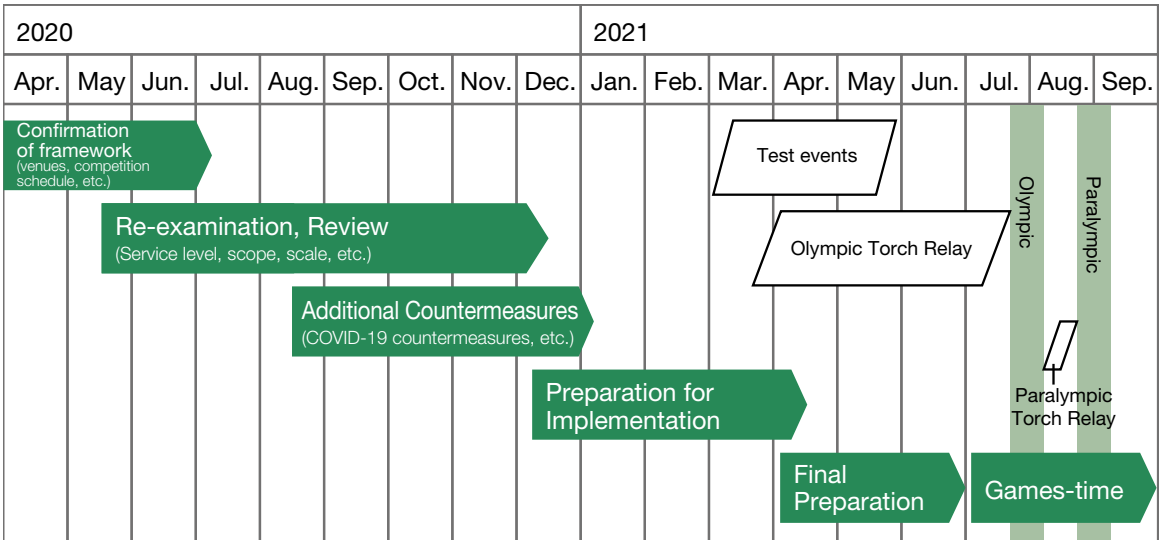 2020
2021
Apr.
May
Jun.
Jul.
Aug.
Sep.
Oct.
Nov.
Dec.
Jan.
Feb.
Mar.
Apr.
May
Jun.
Jul.
Aug.
Sep.
Confirmation
of framework
(venues, competition
schedule, etc.)
Test events
Olympic
Paralympic
Re-examination, Review
(Service level, scope, scale, etc.)
Olympic Torch Relay
Additional Countermeasures
(COVID-19 countermeasures, etc.)
Paralympic
Torch Relay
Preparation for
Implementation
Final
Preparation
Games-time